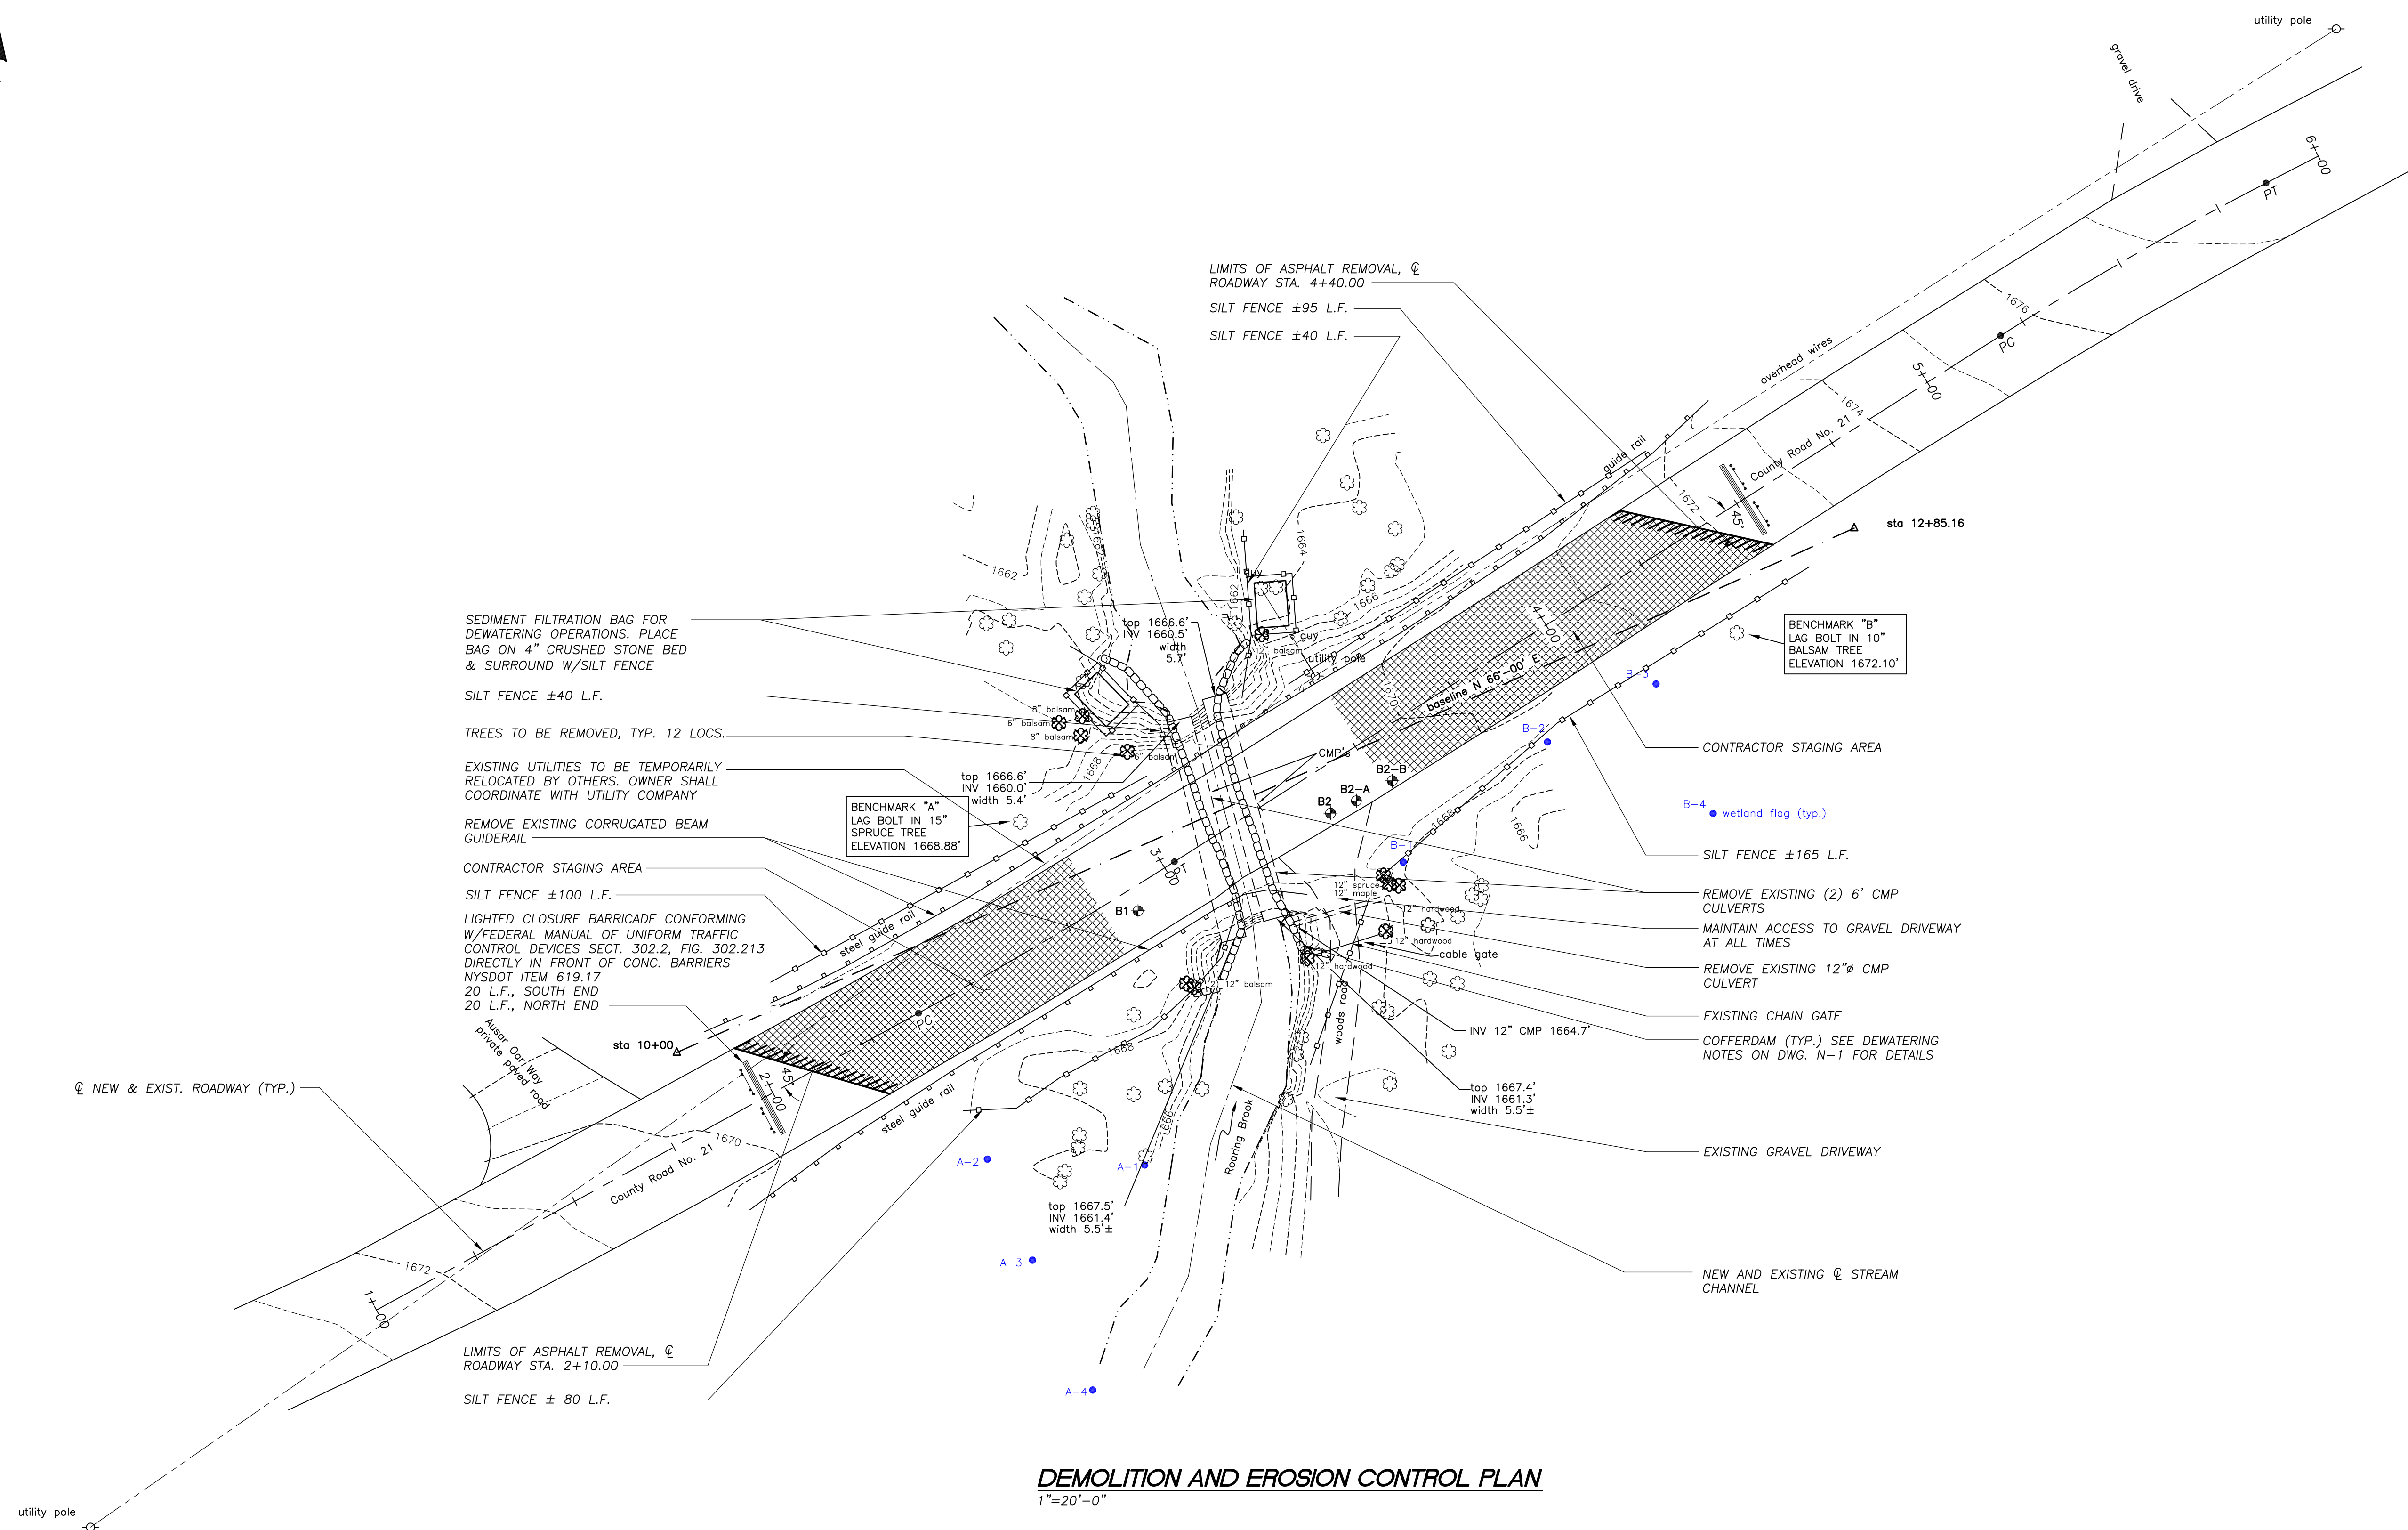 utility pole
gravel drive
6+00
PT
LIMITS OF ASPHALT REMOVAL, ℄
ROADWAY STA. 4+40.00
SILT FENCE ±95 L.F.
SILT FENCE ±40 L.F.
1676
PC
overhead wires
5+00
1674
County Road No. 21
guide rail
1672
45°
sta 12+85.16
1662
1662
1664
guy
1662
1666
4+00
SEDIMENT FILTRATION BAG FOR
DEWATERING OPERATIONS. PLACE
BAG ON 4" CRUSHED STONE BED
& SURROUND W/SILT FENCE
top 1666.6'
INV 1660.5'
width
5.7'
guy
12" balsam
utility pole
BENCHMARK "B"
LAG BOLT IN 10"
BALSAM TREE
ELEVATION 1672.10'
SILT FENCE ±40 L.F.
baseline N 66°-00' E
1670
B-3
8" balsam
6" balsam
8" balsam
TREES TO BE REMOVED, TYP. 12 LOCS.
B-2
6" balsam
CMP's
CONTRACTOR STAGING AREA
EXISTING UTILITIES TO BE TEMPORARILY
RELOCATED BY OTHERS. OWNER SHALL
COORDINATE WITH UTILITY COMPANY
1668
top 1666.6'
INV 1660.0'
width 5.4'
B2-B
B2-A
B2
BENCHMARK "A"
LAG BOLT IN 15"
SPRUCE TREE
ELEVATION 1668.88'
B-4
wetland flag (typ.)
1668
1666
REMOVE EXISTING CORRUGATED BEAM
GUIDERAIL
B-1
SILT FENCE ±165 L.F.
CONTRACTOR STAGING AREA
3+00
PT
SILT FENCE ±100 L.F.
12" spruce
12" maple
REMOVE EXISTING (2) 6' CMP
CULVERTS
B1
steel guide rail
12" hardwood
LIGHTED CLOSURE BARRICADE CONFORMING
W/FEDERAL MANUAL OF UNIFORM TRAFFIC
CONTROL DEVICES SECT. 302.2, FIG. 302.213
DIRECTLY IN FRONT OF CONC. BARRIERS
NYSDOT ITEM 619.17
20 L.F., SOUTH END
20 L.F., NORTH END
MAINTAIN ACCESS TO GRAVEL DRIVEWAY
AT ALL TIMES
12" hardwood
cable gate
12" hardwood
REMOVE EXISTING 12"ø CMP
CULVERT
(2) 12" balsam
PC
woods road
EXISTING CHAIN GATE
INV 12" CMP 1664.7'
COFFERDAM (TYP.) SEE DEWATERING
NOTES ON DWG. N-1 FOR DETAILS
Ausar Oar Way
private paved road
sta 10+00
1668
45°
2+00
℄ NEW & EXIST. ROADWAY (TYP.)
top 1667.4'
INV 1661.3'
width 5.5'±
steel guide rail
1666
Roaring Brook
1670
EXISTING GRAVEL DRIVEWAY
A-2
A-1
County Road No. 21
top 1667.5'
INV 1661.4'
width 5.5'±
A-3
1672
NEW AND EXISTING ℄ STREAM
CHANNEL
1+00
LIMITS OF ASPHALT REMOVAL, ℄
ROADWAY STA. 2+10.00
A-4
SILT FENCE ± 80 L.F.
DEMOLITION AND EROSION CONTROL PLAN
1"=20'-0"
utility pole